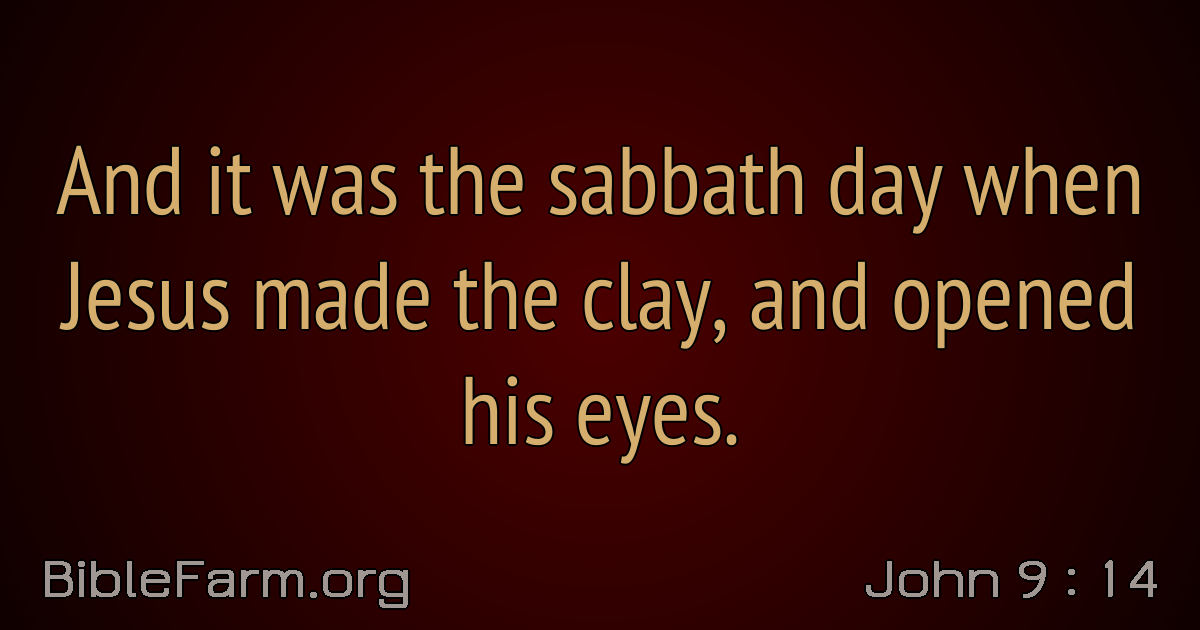 And it was the sabbath day when
Jesus made the clay, and opened
his eyes.
BibleFarm.org
John 9 : 14